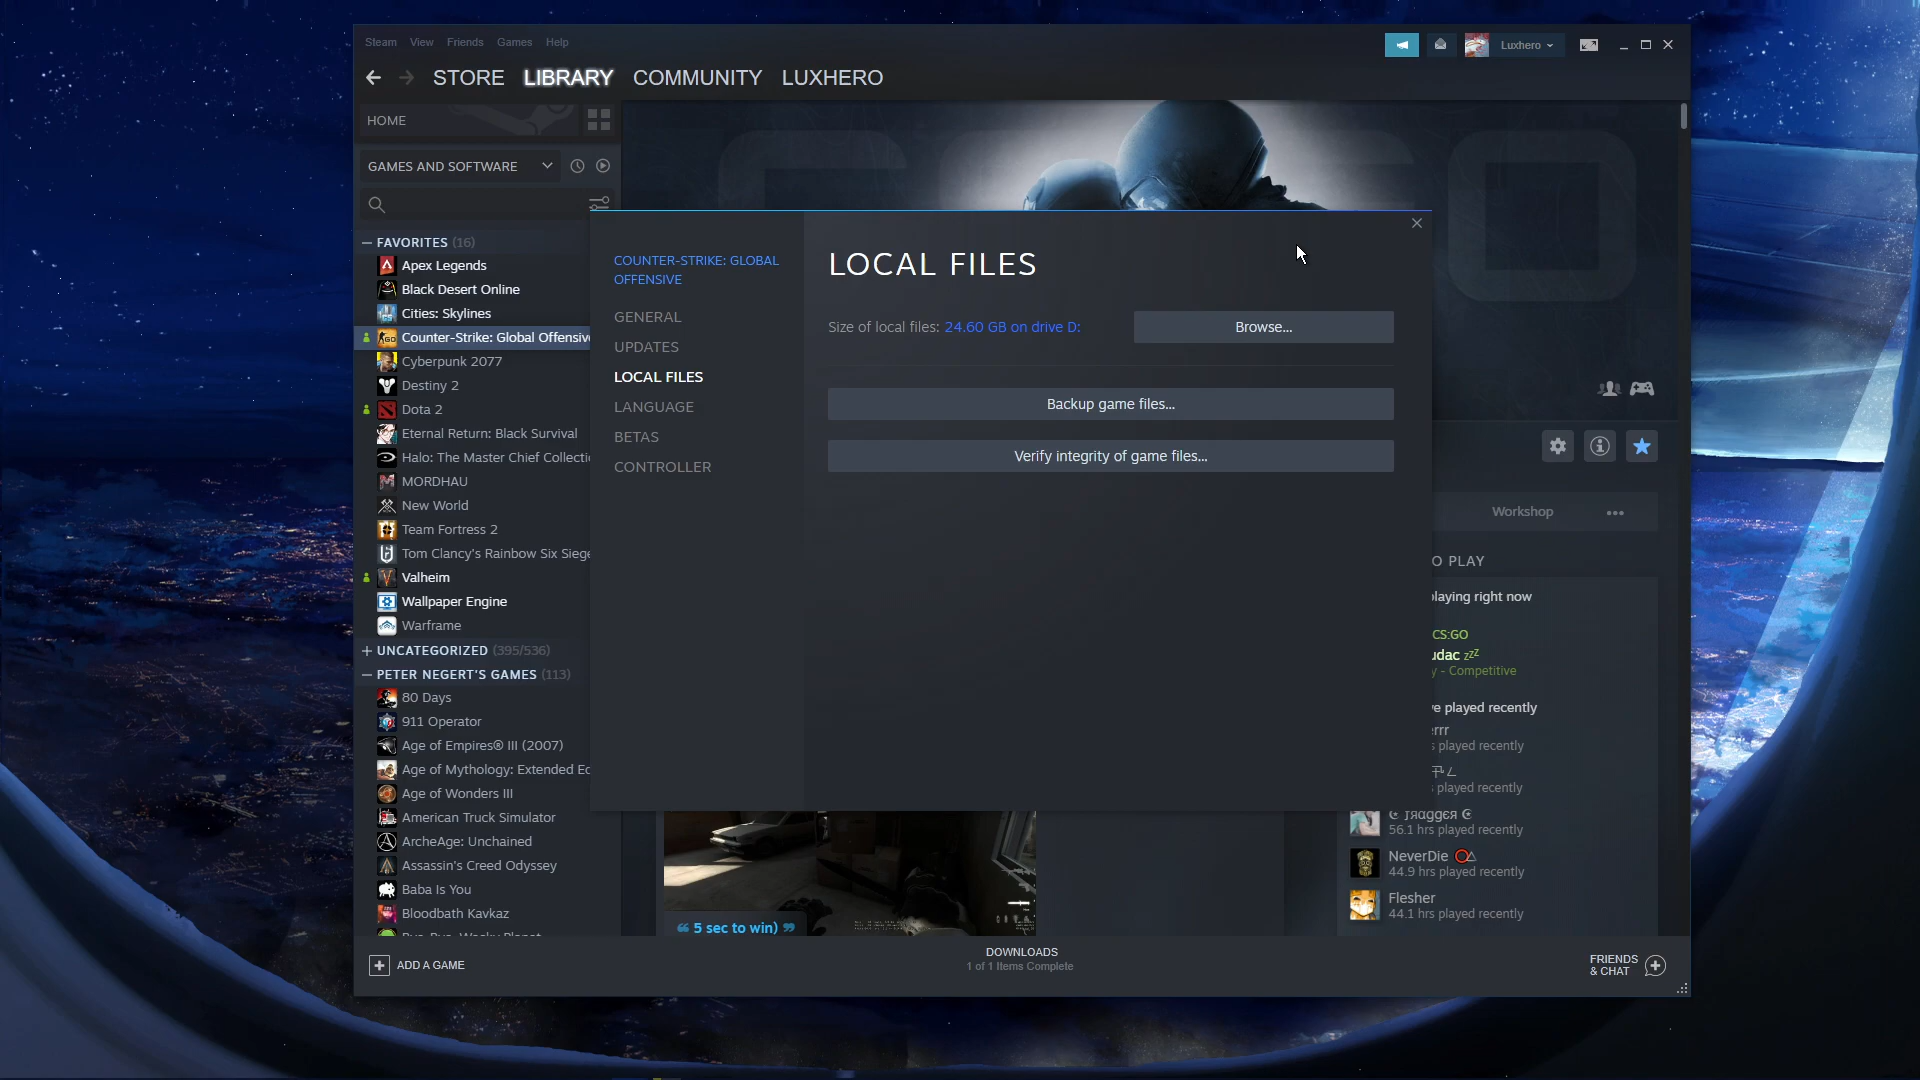 Steam View Friends Games Help
Luxhero
STORE LIBRARY COMMUNITY LUXHERO
HOME
GAMES AND SOFTWARE
FAVORITES (16)
Apex Legends
Black Desert Online
Cities: Skylines
Counter-Strike: Global Offensive
Cyberpunk 2077
Destiny 2
Dota 2
Eternal Return: Black Survival
Halo: The Master Chief Collecti
MORDHAU
New World
Team Fortress 2
Tom Clancy's Rainbow Six Siege
Valheim
Wallpaper Engine
Warframe
UNCATEGORIZED (395/536)
PETER NEGERT'S GAMES (113)
80 Days
911 Operator
Age of Empires® III (2007)
Age of Mythology: Extended Ed
Age of Wonders III
American Truck Simulator
ArcheAge: Unchained
Assassin's Creed Odyssey
Baba Is You
Bloodbath Kavkaz
ADD A GAME
COUNTER-STRIKE: GLOBAL
OFFENSIVE
GENERAL
UPDATES
LOCAL FILES
LANGUAGE
BETAS
CONTROLLER
LOCAL FILES
Size of local files: 24.60 GB on drive D:
Browse...
Backup game files...
Verify integrity of game files...
Workshop
O PLAY
playing right now
CS:GO
udac zzz
y - Competitive
ve played recently
errr
s played recently
s played recently
56.1 hrs played recently
NeverDie
44.9 hrs played recently
Flesher
44.1 hrs played recently
5 sec to win)
DOWNLOADS
1 of 1 Items Complete
FRIENDS
& CHAT